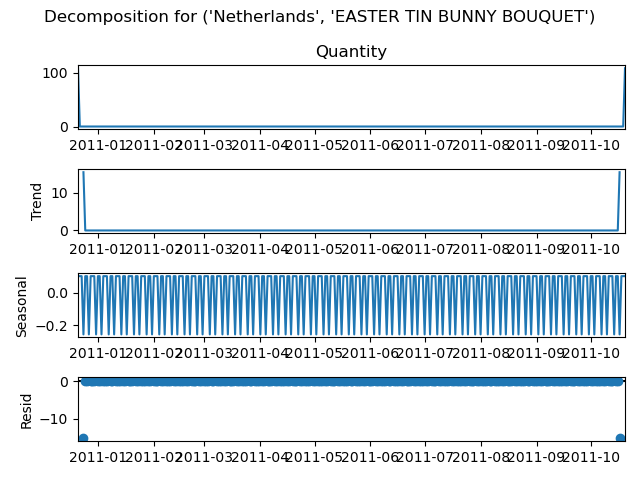 Decomposition for ('Netherlands', 'EASTER TIN BUNNY BOUQUET')
Quantity
100
0
2011-01 2011-02 2011-03 2011-04 2011-05 2011-06 2011-07 2011-08 2011-09 2011-10
Trend
10
0
2011-01 2011-02 2011-03 2011-04 2011-05 2011-06 2011-07 2011-08 2011-09 2011-10
Seasonal
0.0
−0.2
2011-01 2011-02 2011-03 2011-04 2011-05 2011-06 2011-07 2011-08 2011-09 2011-10
Resid
0
−10
2011-01 2011-02 2011-03 2011-04 2011-05 2011-06 2011-07 2011-08 2011-09 2011-10